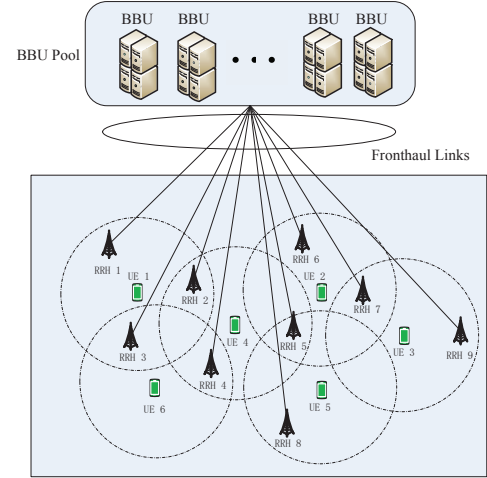 BBU BBU BBU BBU
BBU Pool
Fronthaul Links
RRH 6
RRH 1 UE 1 UE 2
RRH 2 RRH 7
UE 4 RRH 5 UE 3
RRH 3 RRH 9
RRH 4
UE 6 UE 5
RRH 8